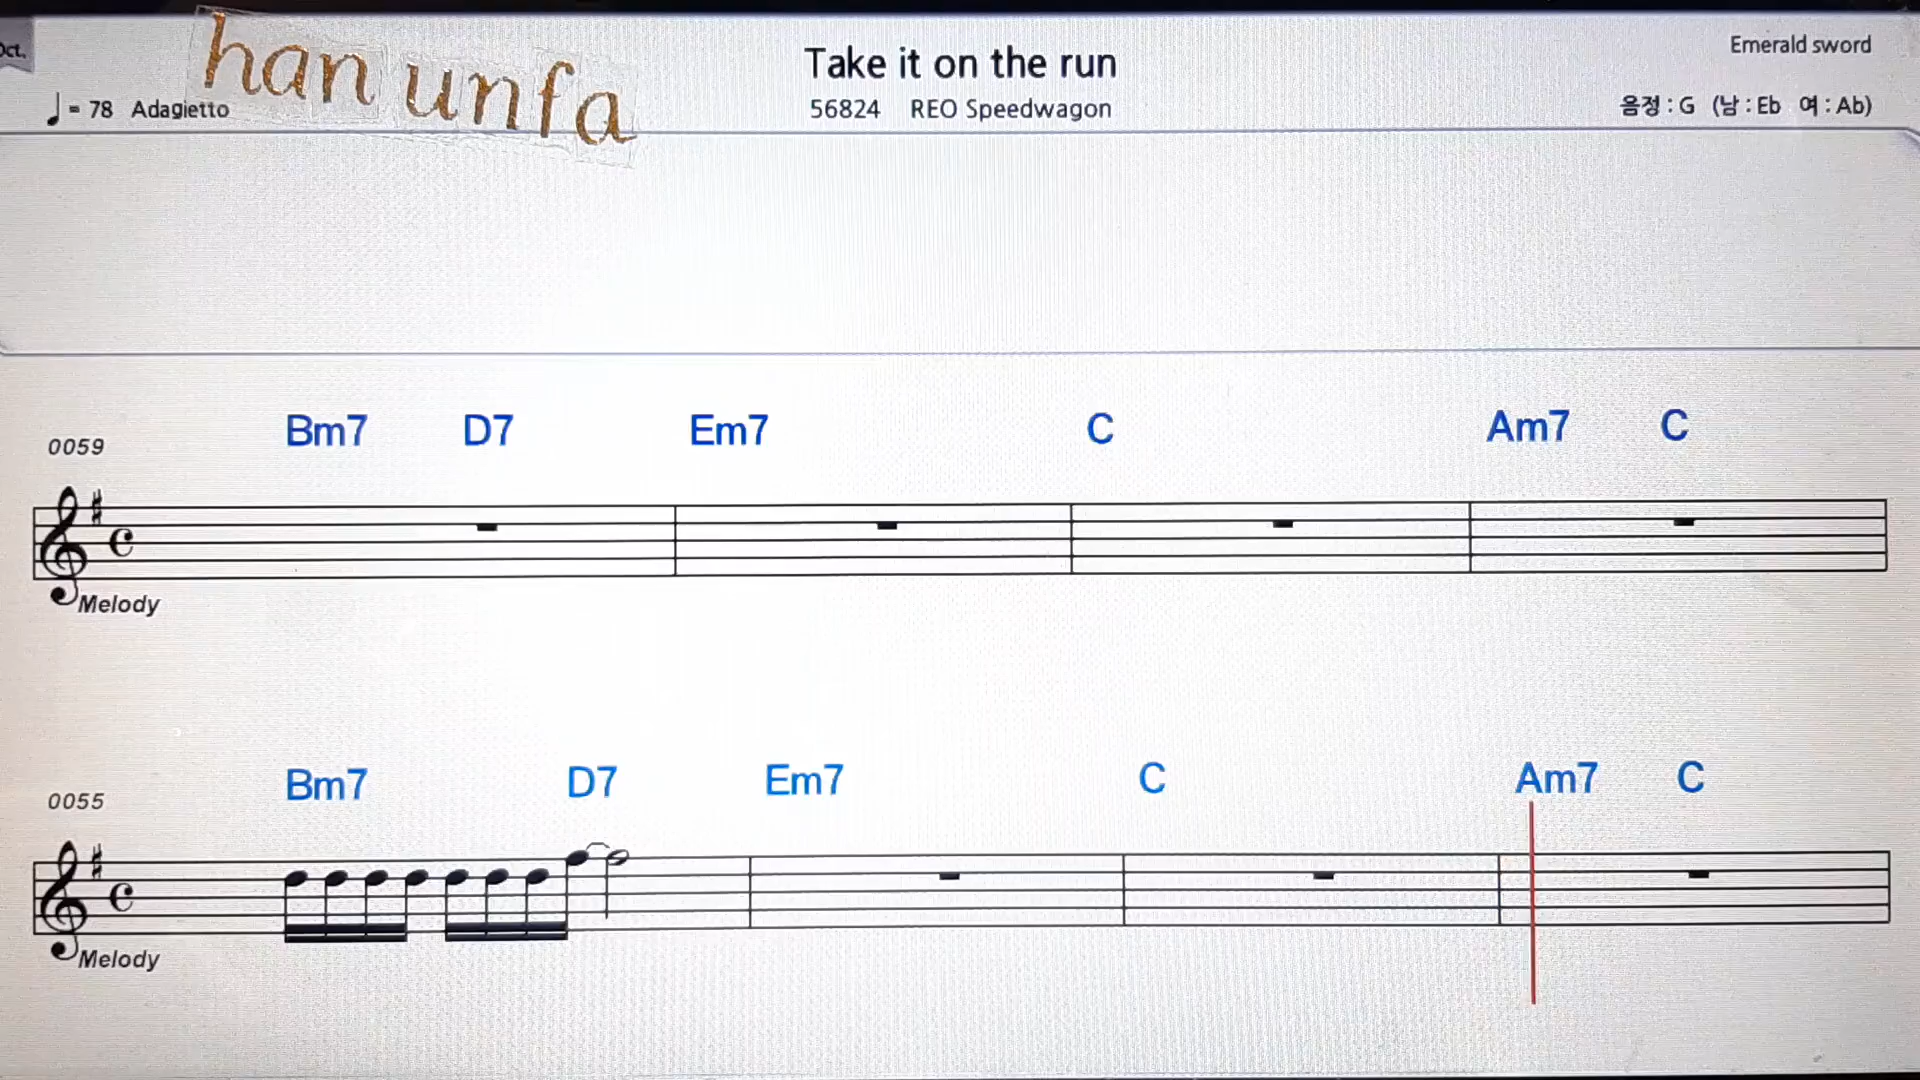 Oct.
han unfa
Take it on the run
Emerald sword
= 78 Adagietto
56824 REO Speedwagon
음정 : G (남 : Eb 여 : Ab)
0059
Bm7 D7 Em7 C Am7 C
Melody
0055
Bm7 D7 Em7 C Am7 C
Melody